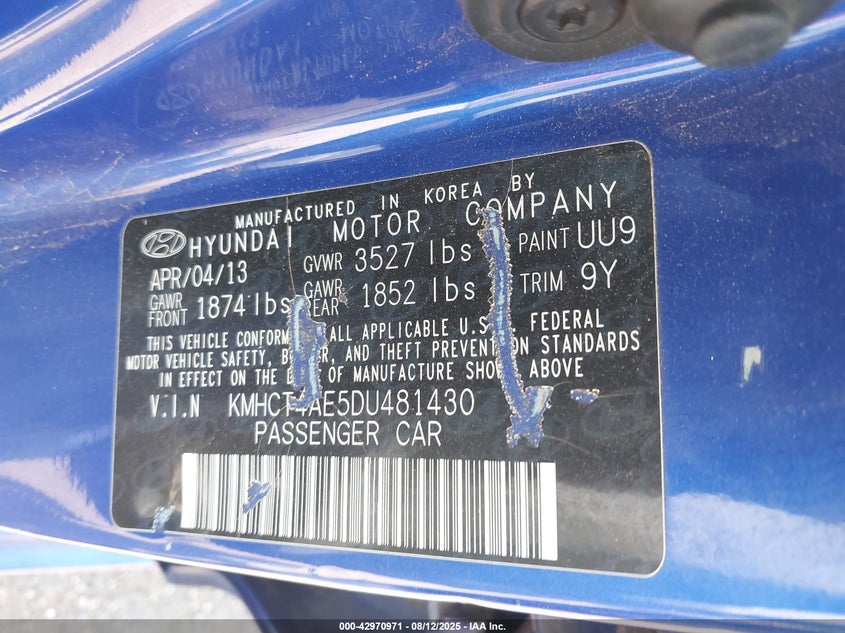 MANUFACTURED IN KOREA BY
HYUNDAI MOTOR COMPANY
APR/04/13 GVWR 3527 lbs PAINT UU9
GAWR FRONT 1874 lbs GAWR REAR 1852 lbs TRIM 9Y
THIS VEHICLE CONFORMS ALL APPLICABLE U.S. FEDERAL
MOTOR VEHICLE SAFETY, BUMPER, AND THEFT PREVENTION STANDARDS
IN EFFECT ON THE DATE OF MANUFACTURE SHOWN ABOVE
V.I.N KMHCT4AE5DU481430
PASSENGER CAR
000-42970971 - 08/12/2025 - IAA Inc.